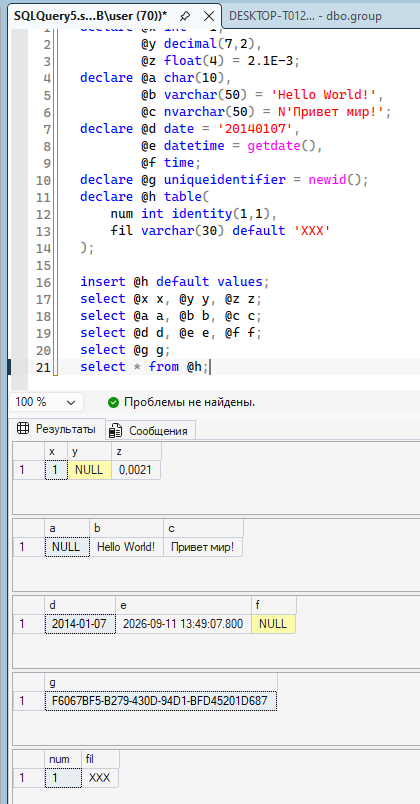 SQLQuery5.s...B\user (70))*
DESKTOP-T012... - dbo.group
declare @x int = 1,
4 @y decimal(7,2),
3 @z float(4) = 2.1E-3;
4 declare @a char(10),
5 @b varchar(50) = 'Hello World!',
6 @c nvarchar(50) = N'Привет мир!';
7 declare @d date = '20140107',
8 @e datetime = getdate(),
9 @f time;
10 declare @g uniqueidentifier = newid();
11 declare @h table(
12 num int identity(1,1),
13 fil varchar(30) default 'XXX'
14 );
15
16 insert @h default values;
17 select @x x, @y y, @z z;
18 select @a a, @b b, @c c;
19 select @d d, @e e, @f f;
20 select @g g;
21 select * from @h;
100 %
Проблемы не найдены.
Результаты
Сообщения
x y z
1 1 NULL 0,0021
a b c
1 NULL Hello World! Привет мир!
d e f
1 2014-01-07 2026-09-11 13:49:07.800 NULL
g
1 F6067BF5-B279-430D-94D1-BFD45201D687
num fil
1 1 XXX